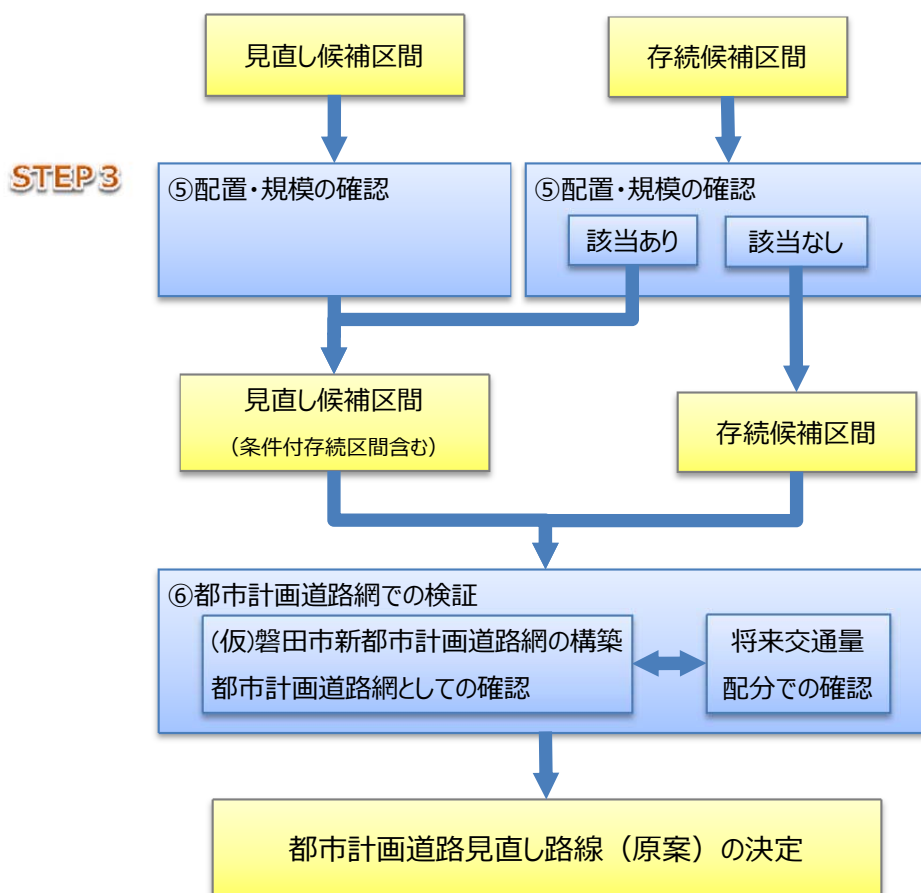 見直し候補区間
存続候補区間
STEP3
⑤配置・規模の確認
⑤配置・規模の確認
該当あり
該当なし
見直し候補区間
（条件付存続区間含む）
存続候補区間
⑥都市計画道路網での検証
(仮)磐田市新都市計画道路網の構築
都市計画道路網としての確認
将来交通量
配分での確認
都市計画道路見直し路線（原案）の決定